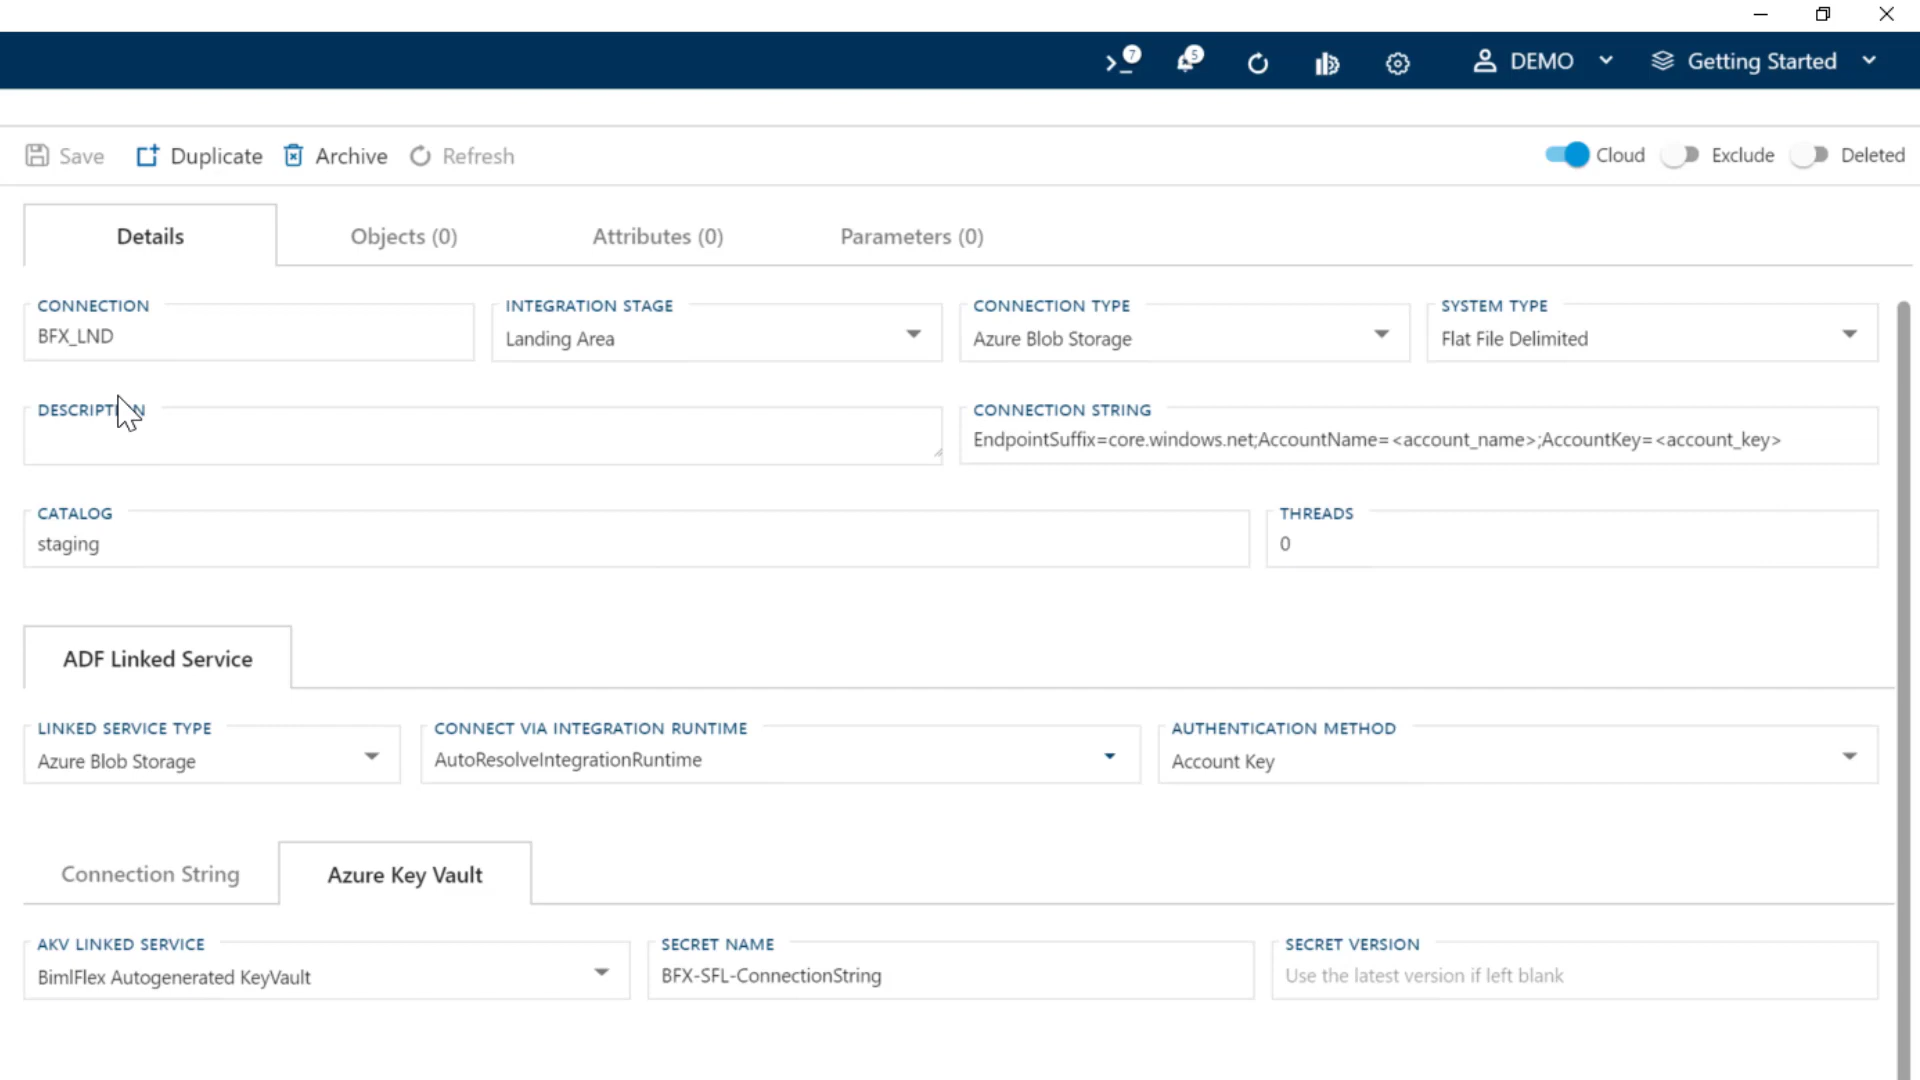 7 5 DEMO Getting Started
Save Duplicate Archive Refresh Cloud Exclude Deleted
Details Objects (0) Attributes (0) Parameters (0)
CONNECTION INTEGRATION STAGE CONNECTION TYPE SYSTEM TYPE
BFX_LND Landing Area Azure Blob Storage Flat File Delimited
DESCRIPTION CONNECTION STRING
EndpointSuffix=core.windows.net;AccountName=<account_name>;AccountKey=<account_key>
CATALOG THREADS
staging 0
ADF Linked Service
LINKED SERVICE TYPE CONNECT VIA INTEGRATION RUNTIME AUTHENTICATION METHOD
Azure Blob Storage AutoResolveIntegrationRuntime Account Key
Connection String Azure Key Vault
AKV LINKED SERVICE SECRET NAME SECRET VERSION
BimlFlex Autogenerated KeyVault BFX-SFL-ConnectionString Use the latest version if left blank